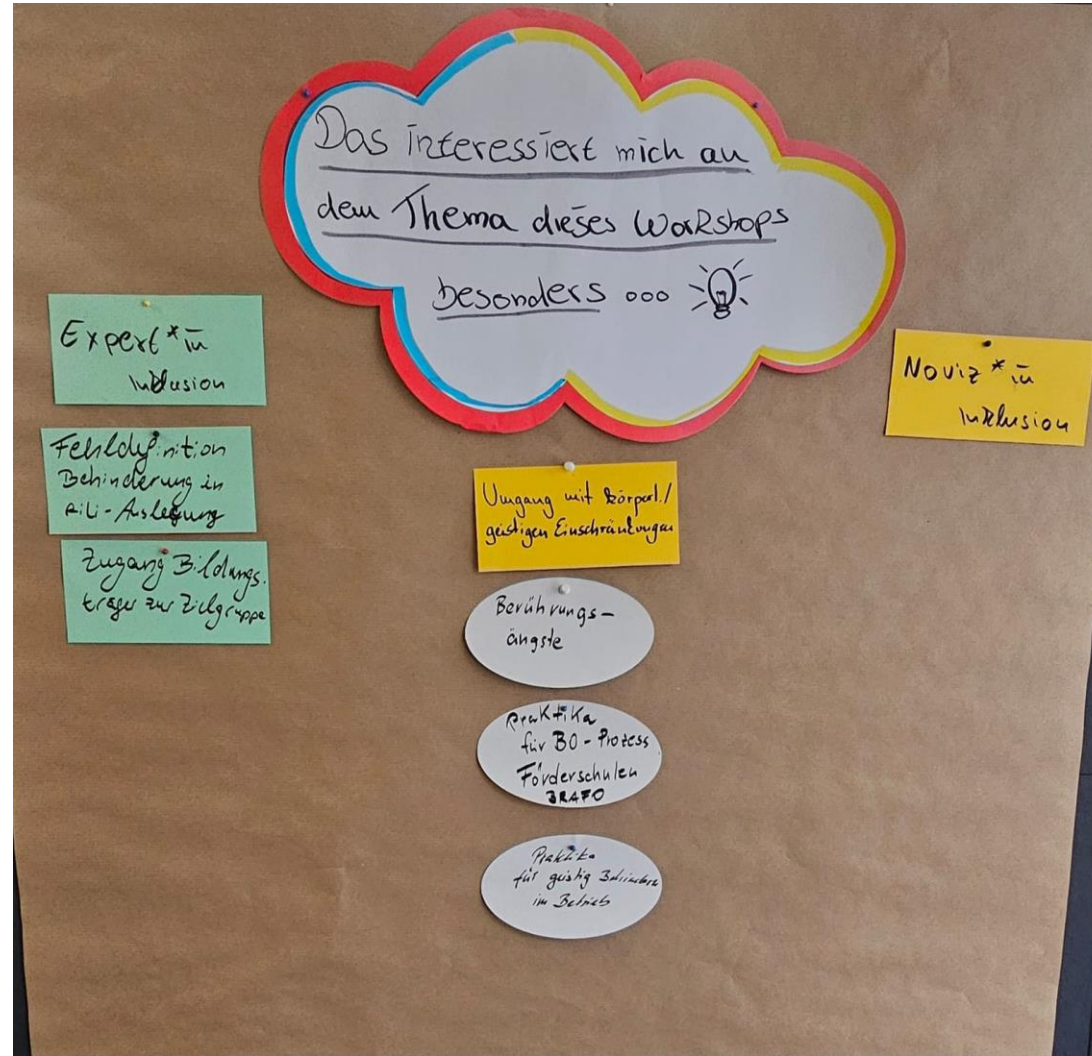 Das interessiert mich an
dem Thema dieses Workshops
besonders ...
Expert*in
Inklusion
Fehldefinition
Behinderung in
RiLi-Auslegung
Zugang Bildungs-
träger zur Zielgruppe
Umgang mit körperl./
geistigen Einschränkungen
Berührungs-
ängste
Praktika
für BO-Prozess
Förderschulen
BRAFO
Praktika
für geistig Behinderte
im Betrieb
Noviz*in
Inklusion